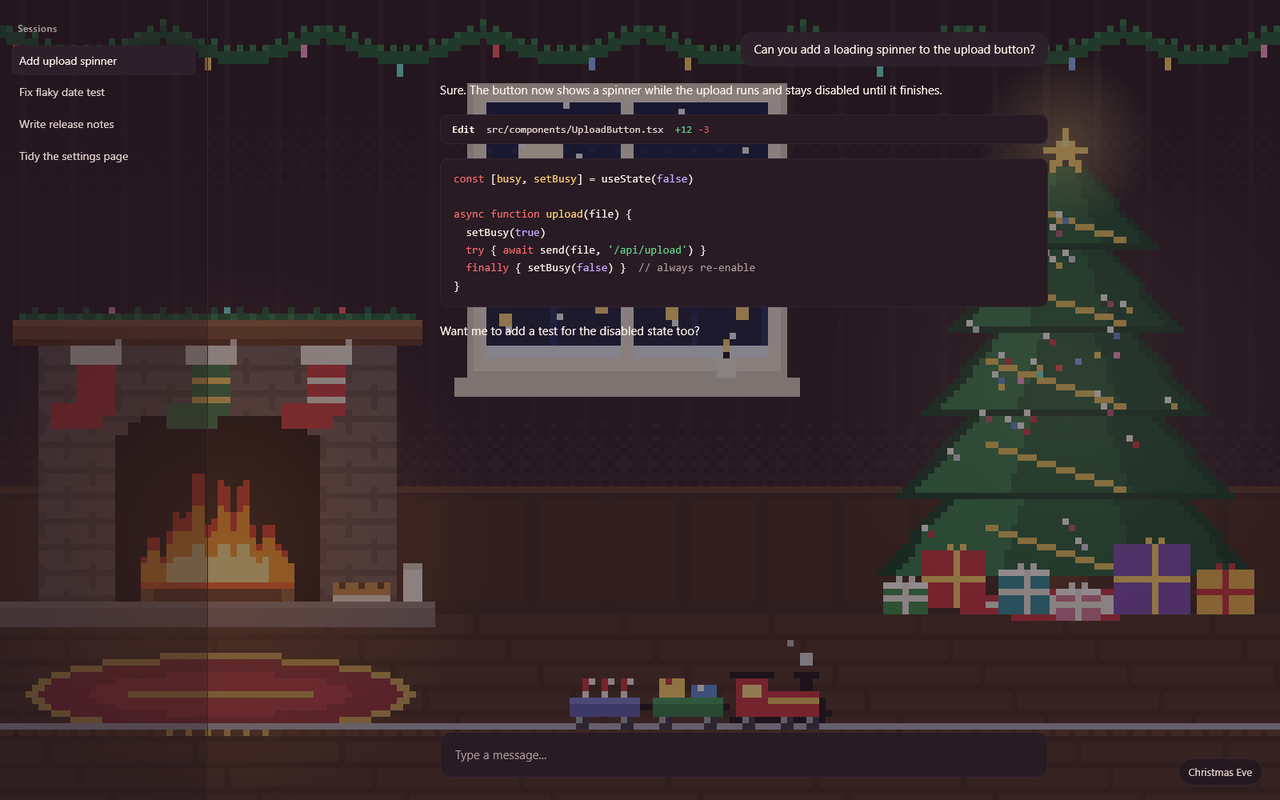 Sessions
Add upload spinner
Fix flaky date test
Write release notes
Tidy the settings page
Can you add a loading spinner to the upload button?
Sure. The button now shows a spinner while the upload runs and stays disabled until it finishes.
Edit src/components/UploadButton.tsx +12 -3
const [busy, setBusy] = useState(false)
async function upload(file) {
setBusy(true)
try { await send(file, '/api/upload') }
finally { setBusy(false) } // always re-enable
}
Want me to add a test for the disabled state too?
Type a message...
Christmas Eve